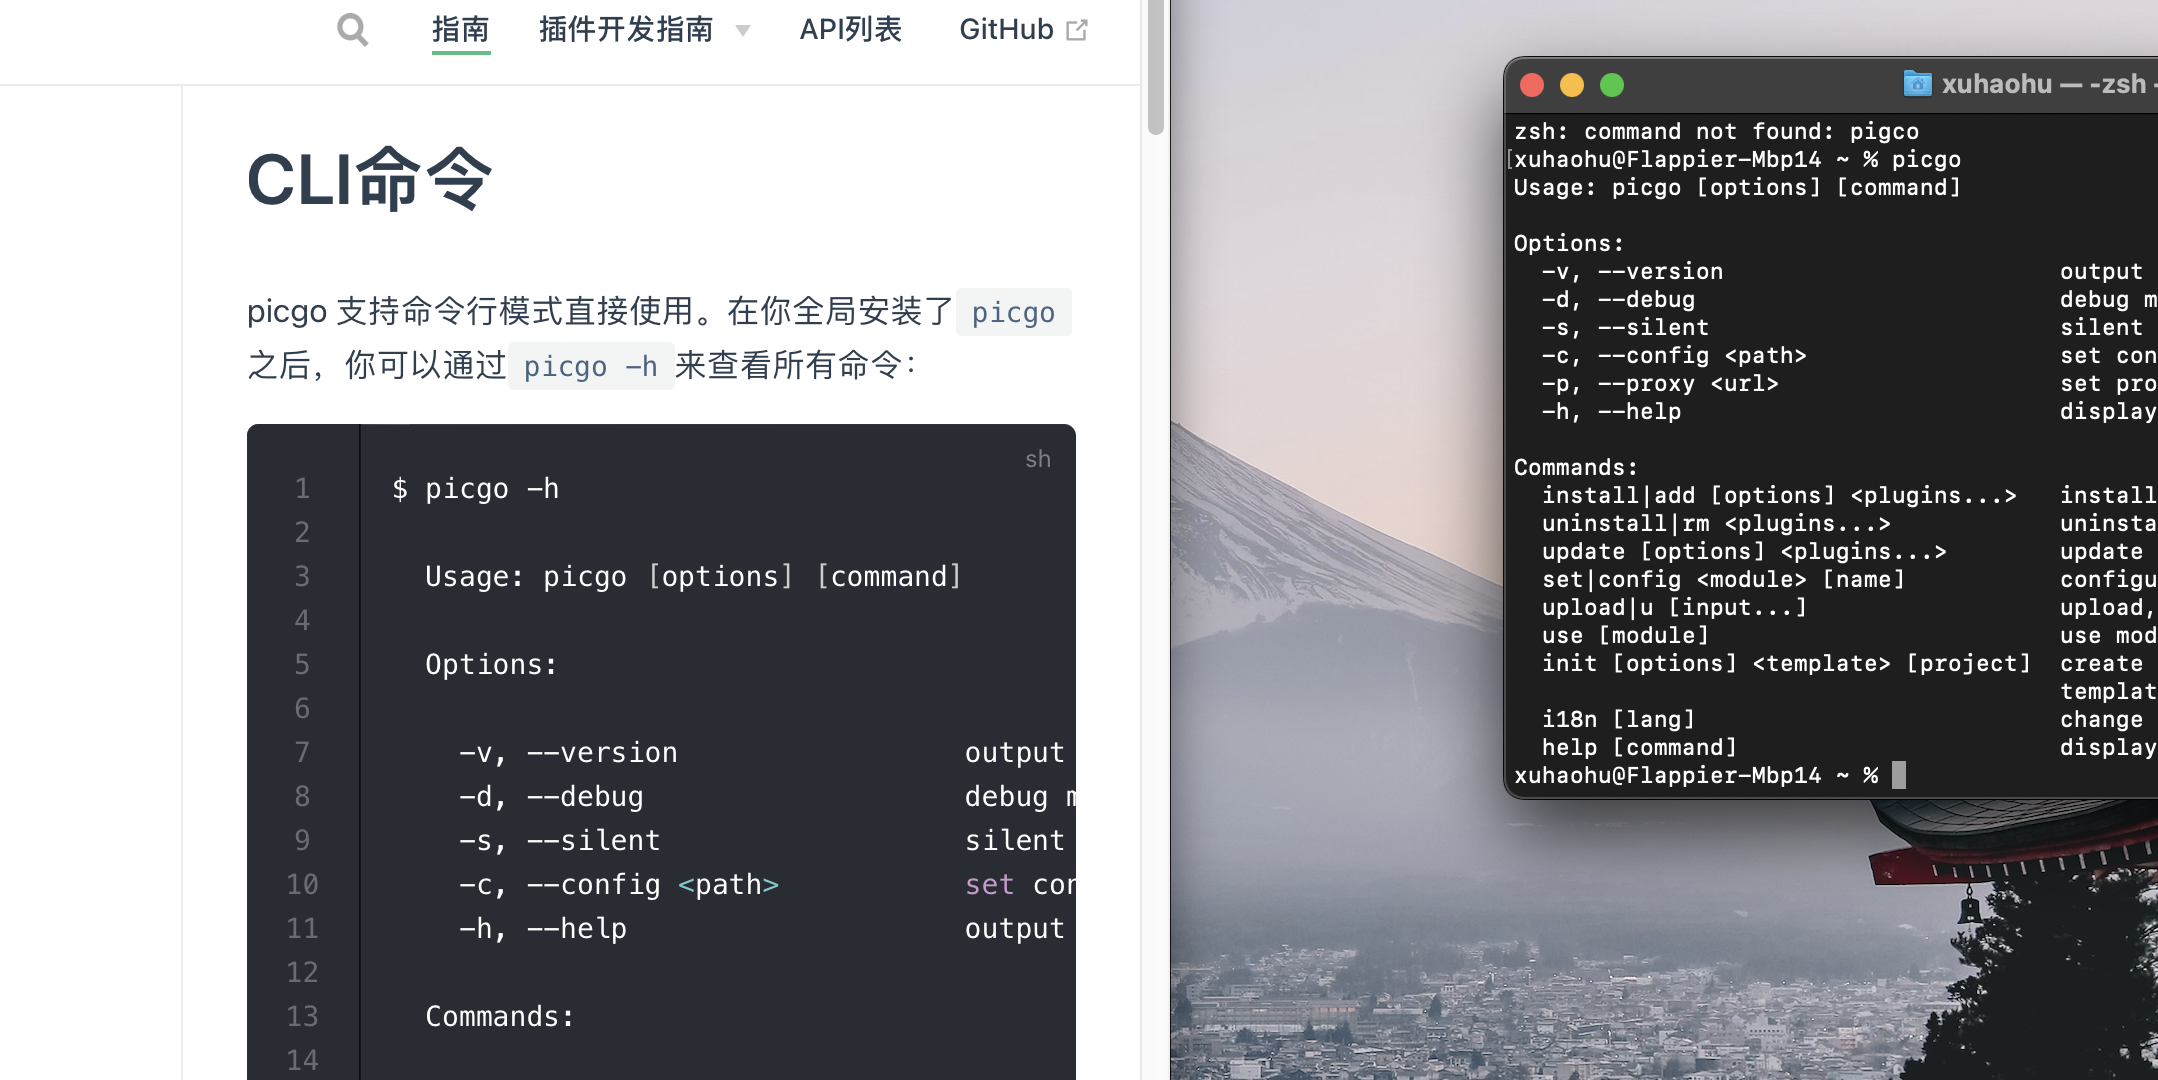 指南 插件开发指南 API列表 GitHub
CLI命令
picgo 支持命令行模式直接使用。在你全局安装了 picgo
之后，你可以通过 picgo -h 来查看所有命令：
sh
1 $ picgo -h
2
3 Usage: picgo [options] [command]
4
5 Options:
6
7 -v, --version output
8 -d, --debug debug m
9 -s, --silent silent
10 -c, --config <path> set con
11 -h, --help output
12
13 Commands:
14
xuhaohu — -zsh -
zsh: command not found: pigco
xuhaohu@Flappier-Mbp14 ~ % picgo
Usage: picgo [options] [command]
Options:
-v, --version output
-d, --debug debug m
-s, --silent silent
-c, --config <path> set con
-p, --proxy <url> set pro
-h, --help display
Commands:
install|add [options] <plugins...> install
uninstall|rm <plugins...> uninsta
update [options] <plugins...> update
set|config <module> [name] configu
upload|u [input...] upload,
use [module] use mod
init [options] <template> [project] create
templat
i18n [lang] change
help [command] display
xuhaohu@Flappier-Mbp14 ~ %